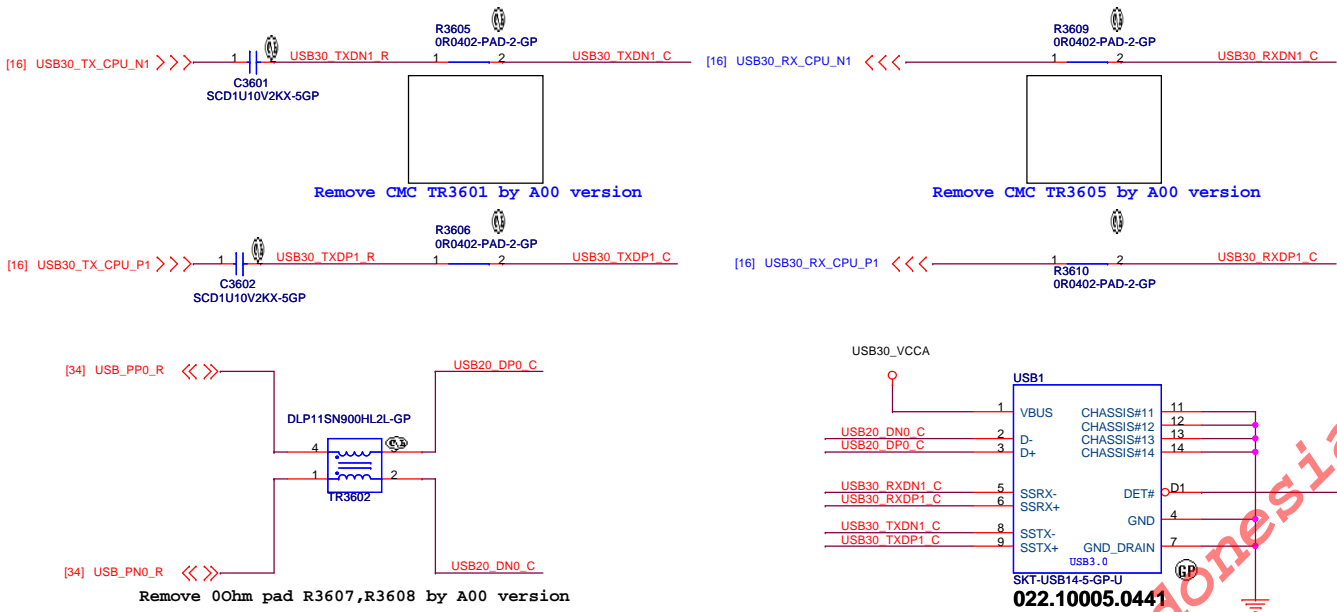 R3605
0R0402-PAD-2-GP
[16] USB30_TX_CPU_N1
1
C3601
SCD1U10V2KX-5GP
USB30_TXDN1_R
1
2
USB30_TXDN1_C
Remove CMC TR3601 by A00 version
R3609
0R0402-PAD-2-GP
[16] USB30_RX_CPU_N1
1
2
USB30_RXDN1_C
Remove CMC TR3605 by A00 version
R3606
0R0402-PAD-2-GP
[16] USB30_TX_CPU_P1
1
C3602
SCD1U10V2KX-5GP
USB30_TXDP1_R
1
2
USB30_TXDP1_C
[16] USB30_RX_CPU_P1
1
2
R3610
0R0402-PAD-2-GP
USB30_RXDP1_C
[34] USB_PP0_R
USB20_DP0_C
DLP11SN900HL2L-GP
4
1
2
TR3602
[34] USB_PN0_R
USB20_DN0_C
Remove 0Ohm pad R3607,R3608 by A00 version
USB30_VCCA
USB1
1 VBUS
CHASSIS#11 11
CHASSIS#12 12
USB20_DN0_C 2 D-
CHASSIS#13 13
USB20_DP0_C 3 D+
CHASSIS#14 14
USB30_RXDN1_C 5 SSRX-
DET# D1
USB30_RXDP1_C 6 SSRX+
GND 4
USB30_TXDN1_C 8 SSTX-
USB30_TXDP1_C 9 SSTX+
GND_DRAIN 7
USB3.0
GP
SKT-USB14-5-GP-U
022.10005.0441
donesia